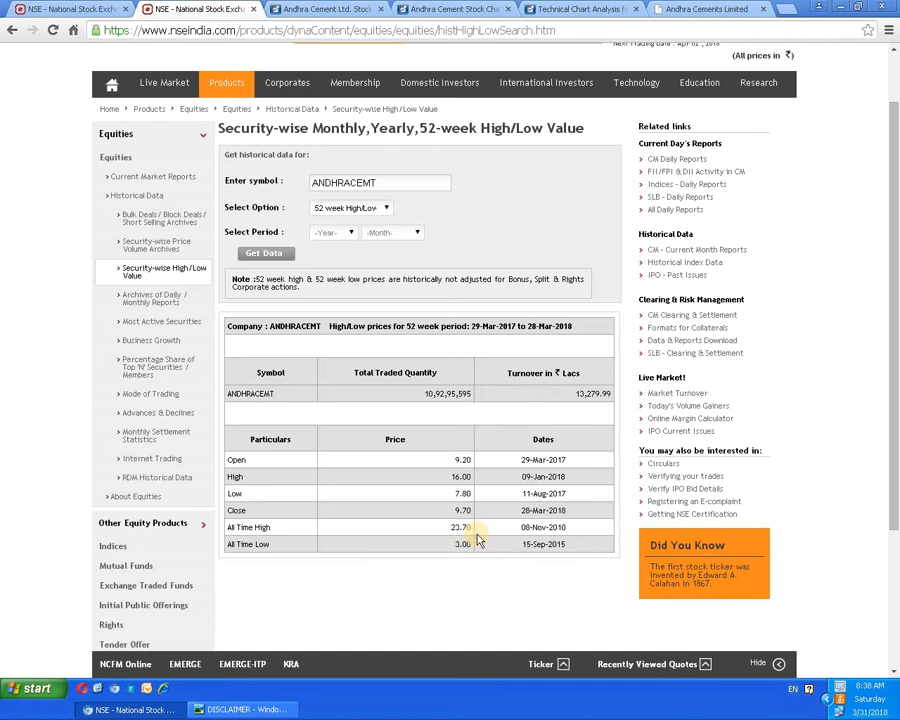 NSE - National Stock Exch
NSE - National Stock Excha
Andhra Cement Ltd. Stock
Andhra Cement Stock Cha
Technical Chart Analysis fo
Andhra Cements Limited
https://www.nseindia.com/products/dynaContent/equities/equities/histHighLowSearch.htm
Next Trading Date : Apr 02 , 2018
(All prices in ₹)
Live Market
Products
Corporates
Membership
Domestic Investors
International Investors
Technology
Education
Research
Home
Products
Equities
Equities
Historical Data
Security-wise High/Low Value
Equities
Equities
Current Market Reports
Historical Data
Bulk Deals/ Block Deals/
Short Selling Archives
Security-wise Price
Volume Archives
Security-wise High/Low
Value
Archives of Daily /
Monthly Reports
Most Active Securities
Business Growth
Percentage Share of
Top 'N' Securities /
Members
Mode of Trading
Advances & Declines
Monthly Settlement
Statistics
Internet Trading
RDM Historical Data
About Equities
Other Equity Products
Indices
Mutual Funds
Exchange Traded Funds
Initial Public Offerings
Rights
Tender Offer
Security-wise Monthly,Yearly,52-week High/Low Value
Get historical data for:
Enter symbol :
ANDHRACEMT
Select Option :
52 week High/Low
Select Period :
-Year-
-Month-
Get Data
Note :52 week high & 52 week low prices are historically not adjusted for Bonus, Split & Rights
Corporate actions.
Company : ANDHRACEMT High/Low prices for 52 week period: 29-Mar-2017 to 28-Mar-2018
Symbol Total Traded Quantity Turnover in ₹ Lacs
ANDHRACEMT 10,92,95,595 13,279.99
Particulars Price Dates
Open 9.20 29-Mar-2017
High 16.00 09-Jan-2018
Low 7.80 11-Aug-2017
Close 9.70 28-Mar-2018
All Time High 23.70 08-Nov-2010
All Time Low 3.00 15-Sep-2015
Related links
Current Day's Reports
CM Daily Reports
FII/FPI & DII Activity in CM
Indices - Daily Reports
SLB - Daily Reports
All Daily Reports
Historical Data
CM - Current Month Reports
Historical Index Data
IPO - Past Issues
Clearing & Risk Management
CM Clearing & Settlement
Formats for Collaterals
Data & Reports Download
SLB - Clearing & Settlement
Live Market!
Market Turnover
Today's Volume Gainers
Online Margin Calculator
IPO Current Issues
You may also be interested in:
Circulars
Verifying your trades
Verify IPO Bid Details
Registering an E-complaint
Getting NSE Certification
Did You Know
The first stock ticker was
invented by Edward A.
Calahan in 1867.
NCFM Online
EMERGE
EMERGE-ITP
KRA
Ticker
Recently Viewed Quotes
Hide
start
EN
8:38 AM
Saturday
3/31/2018
NSE - National Stock ...
DISCLAIMER - Windo...